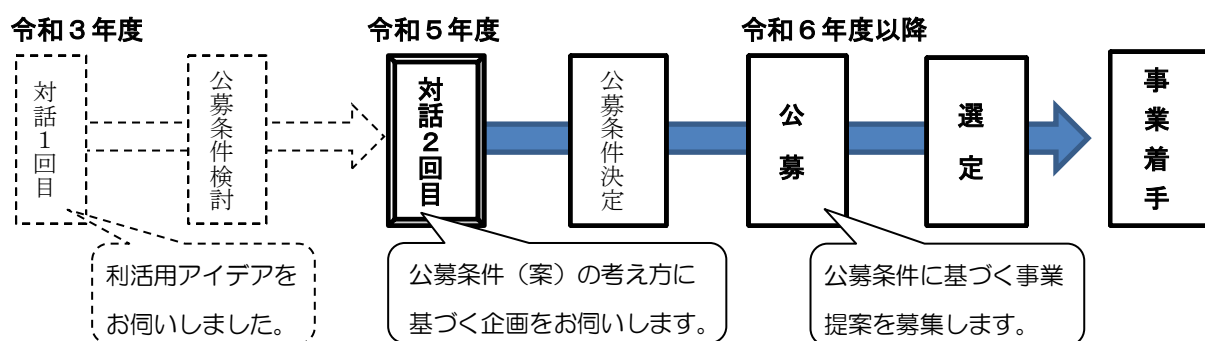 令和３年度
令和５年度
令和６年度以降
対話１回目
公募条件検討
対話２回目
公募条件決定
公募
選定
事業着手
利活用アイデアを
お伺いしました。
公募条件（案）の考え方に
基づく企画をお伺いします。
公募条件に基づく事業
提案を募集します。